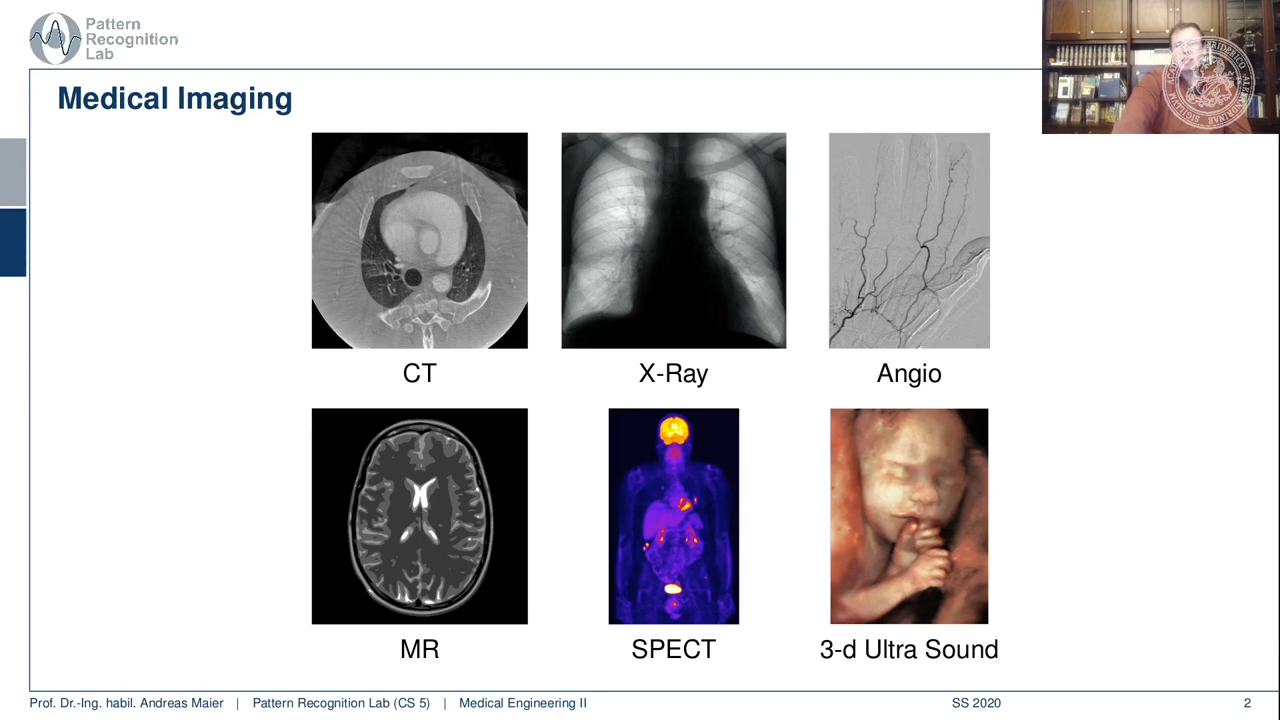 Pattern
Recognition
Lab
Medical Imaging
CT
X-Ray
Angio
MR
SPECT
3-d Ultra Sound
Prof. Dr.-Ing. habil. Andreas Maier | Pattern Recognition Lab (CS 5) | Medical Engineering II
SS 2020
2